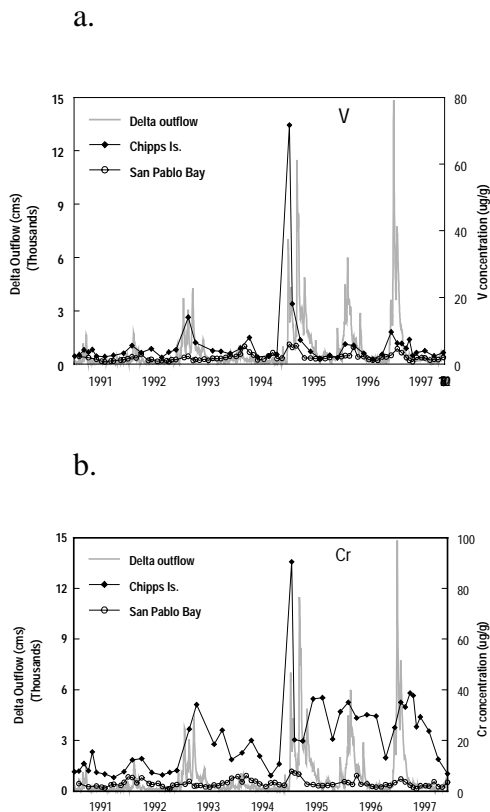 a.
V
Delta outflow
Chipps Is.
San Pablo Bay
Delta Outflow (cms)
(Thousands)
15
12
9
6
3
0
80
60
40
20
0
V concentration (ug/g)
1991 1992 1993 1994 1995 1996 1997
b.
Cr
Delta outflow
Chipps Is.
San Pablo Bay
Delta Outflow (cms)
(Thousands)
15
12
9
6
3
0
100
80
60
40
20
0
Cr concentration (ug/g)
1991 1992 1993 1994 1995 1996 1997